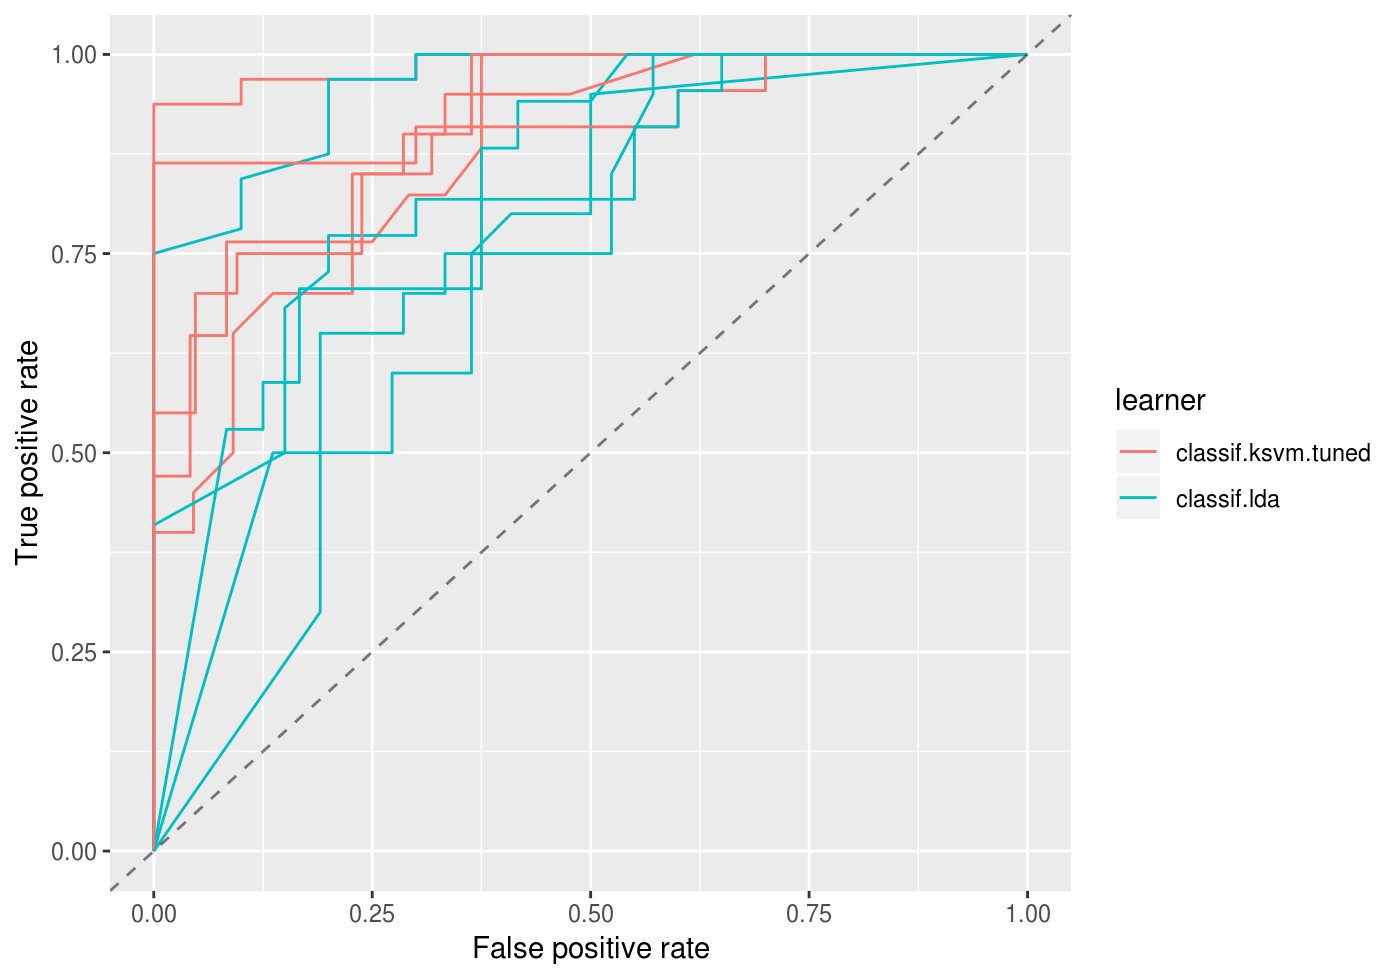 1.00
0.75
0.50
0.25
0.00
True positive rate
0.00 0.25 0.50 0.75 1.00
False positive rate
learner
classif.ksvm.tuned
classif.lda